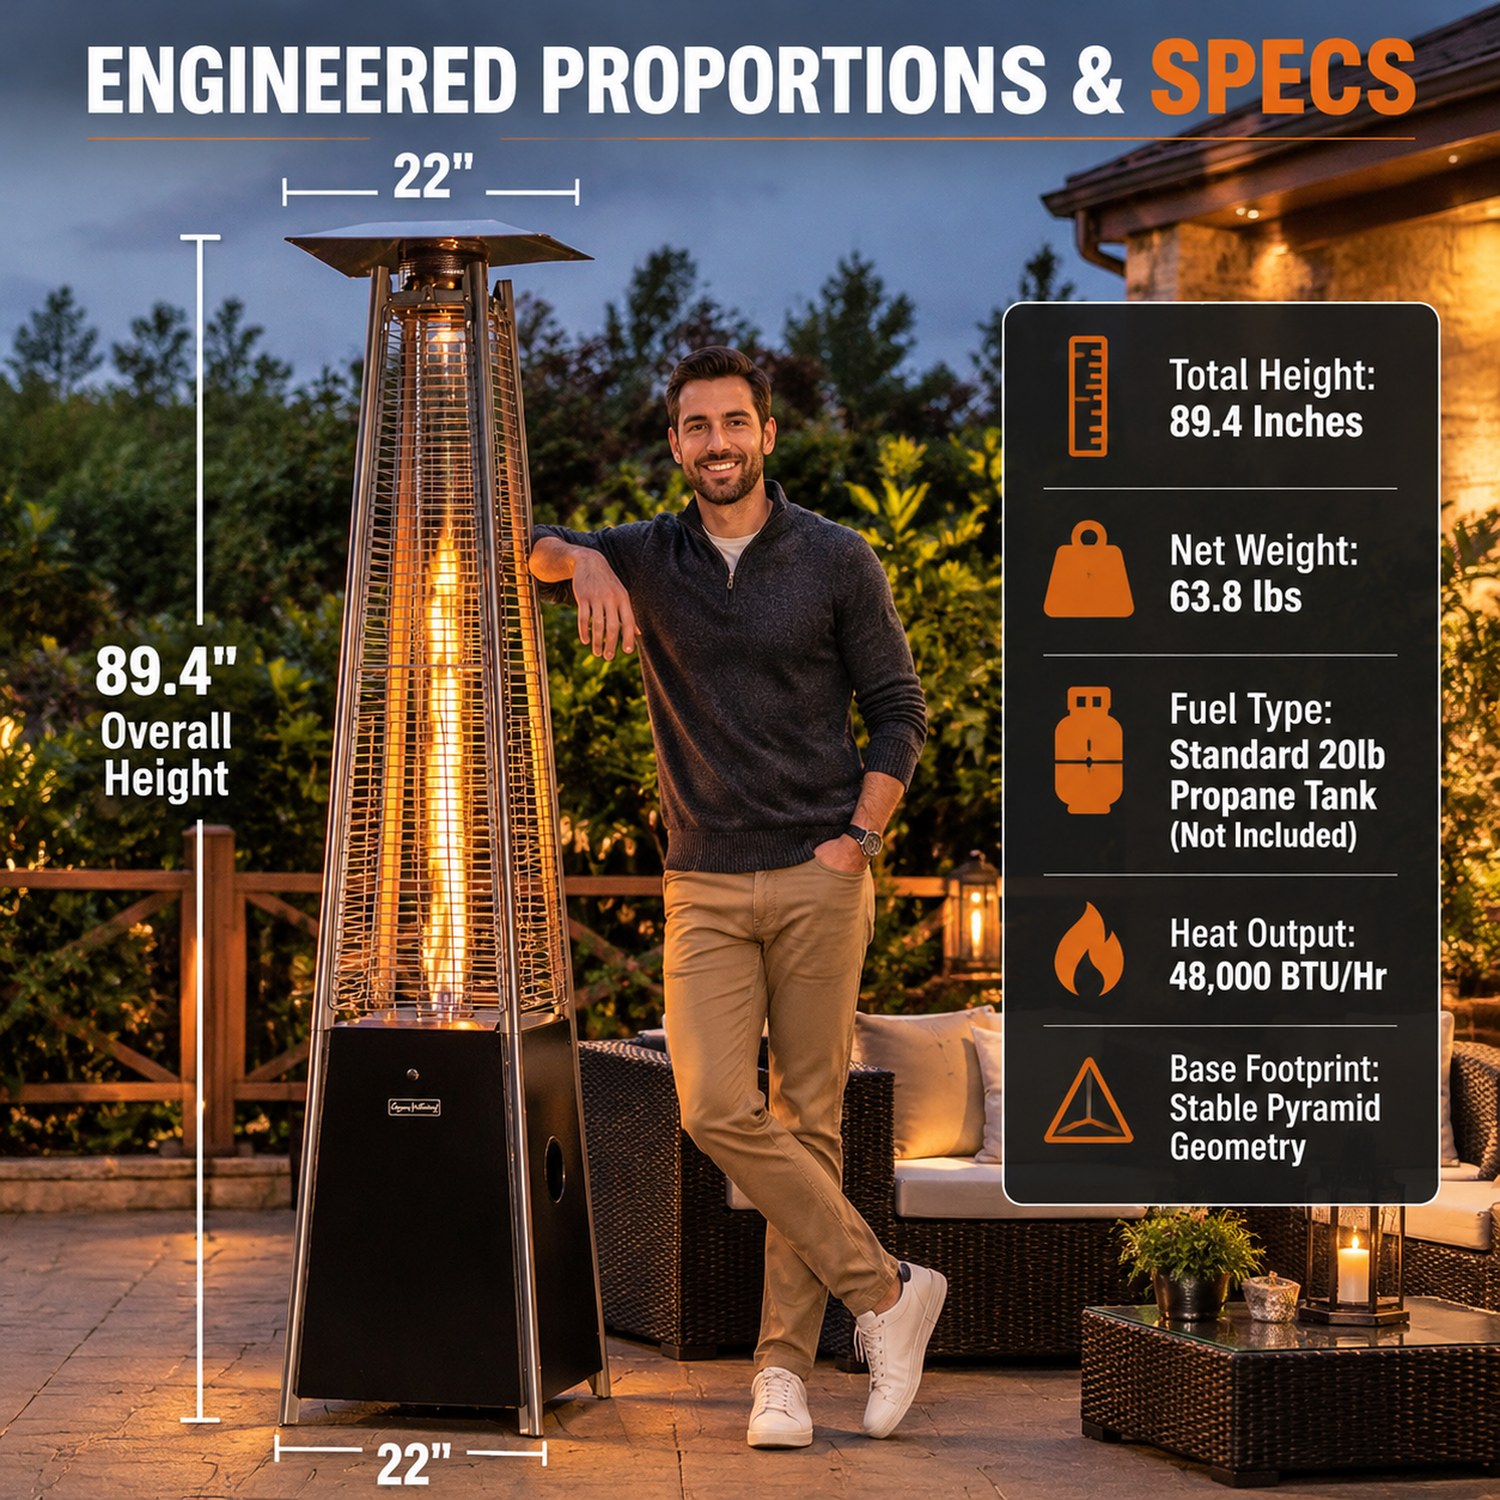 ENGINEERED PROPORTIONS & SPECS
22"
89.4"
Overall
Height
22"
Total Height:
89.4 Inches
Net Weight:
63.8 lbs
Fuel Type:
Standard 20lb
Propane Tank
(Not Included)
Heat Output:
48,000 BTU/Hr
Base Footprint:
Stable Pyramid
Geometry